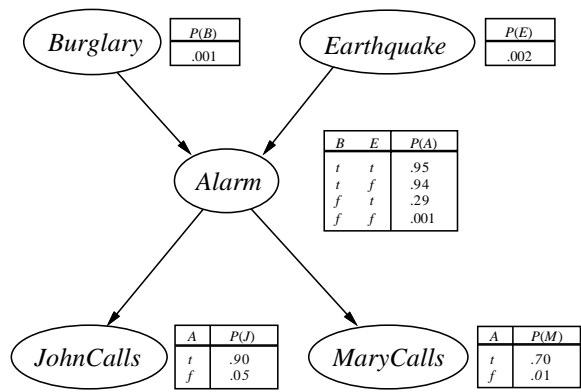 Burglary
P(B)
.001
Earthquake
P(E)
.002
Alarm
B E P(A)
t t .95
t f .94
f t .29
f f .001
JohnCalls
A P(J)
t .90
f .05
MaryCalls
A P(M)
t .70
f .01